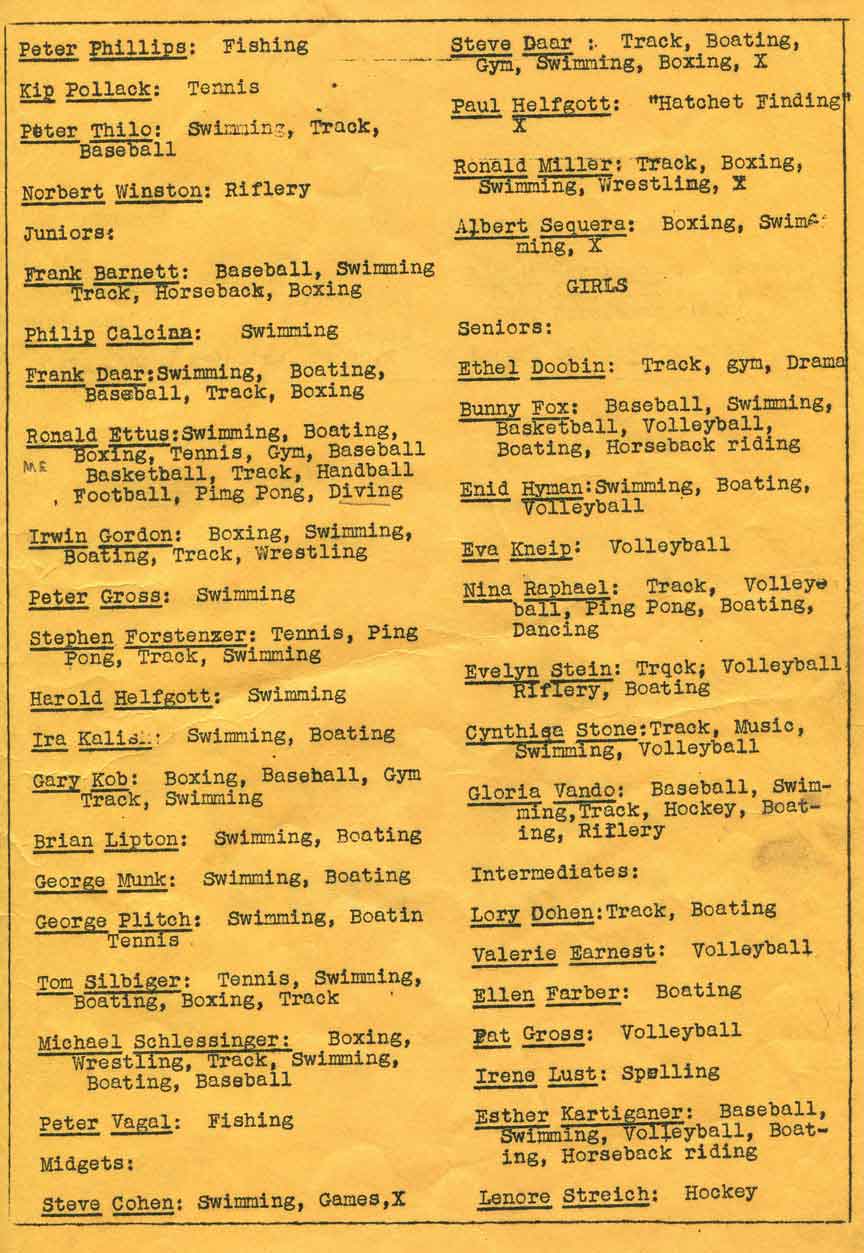 Peter Phillips: Fishing
Kip Pollack: Tennis
Peter Thilo: Swimming, Track,
Baseball
Norbert Winston: Riflery
Juniors:
Frank Barnett: Baseball, Swimming
Track, Horseback, Boxing
Philip Calcina: Swimming
Frank Daar:Swimming, Boating,
Baseball, Track, Boxing
Ronald Ettus:Swimming, Boating,
Boxing, Tennis, Gym, Baseball
ME Basketball, Track, Handball
, Football, Pimg Pong, Diving
Irwin Gordon: Boxing, Swimming,
Boating, Track, Wrestling
Peter Gross: Swimming
Stephen Forstenzer: Tennis, Ping
Pong, Track, Swimming
Harold Helfgott: Swimming
Ira Swimming, Boating
Gary Kob: Boxing, Baseball, Gym
Track, Swimming
Brian Lipton: Swimming, Boating
George Munk: Swimming, Boating
George Plitch: Swimming, Boatin
Tennis
Tom Silbiger: Tennis, Swimming,
Boating, Boxing, Track
Michael Schlessinger: Boxing,
Wrestling, Track, Swimming,
Boating, Baseball
Peter Vagal: Fishing
Midgets:
Steve Cohen: Swimming, Games,X
Steve Daar : Track, Boating,
Gym, Swimming, Boxing, X
Paul Helfgott: "Hatchet Finding"
X
Ronald Miller: Track, Boxing,
Swimming, Wrestling, X
Albert Sequera: Boxing, Swim-
ming, X
GIRLS
Seniors:
Ethel Doobin: Track, gym, Drama
Bunny Fox: Baseball, Swimming,
Basketball, Volleyball,
Boating, Horseback riding
Enid Hyman:Swimming, Boating,
Volleyball
Eva Kneip: Volleyball
Nina Raphael: Track, Volley-
ball, Ping Pong, Boating,
Dancing
Evelyn Stein: Trqck; Volleyball
Riflery, Boating
Cynthiqa Stone:Track, Music,
Swimming, Volleyball
Gloria Vando: Baseball, Swim-
ming,Track, Hockey, Boat-
ing, Riflery
Intermediates:
Lory Dohen:Track, Boating
Valerie Earnest: Volleyball
Ellen Farber: Boating
Pat Gross: Volleyball
Irene Lust: Spelling
Esther Kartiganer: Baseball,
Swimming, Volleyball, Boat-
ing, Horseback riding
Lenore Streich: Hockey